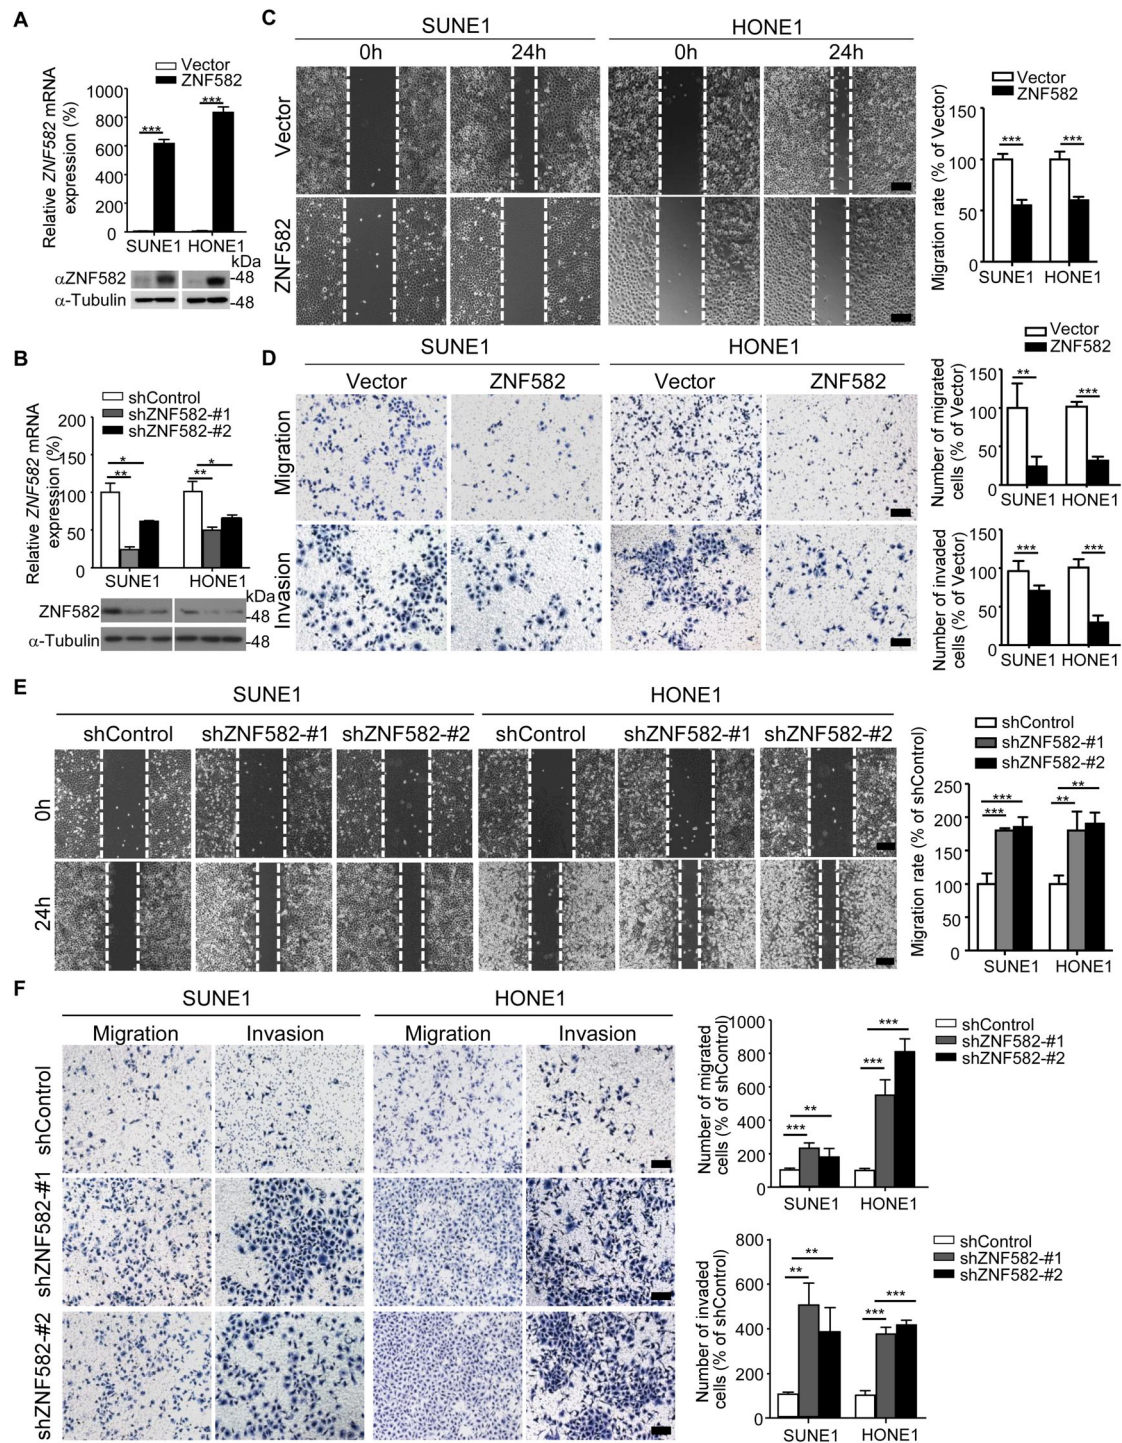 A
Vector
ZNF582
Relative ZNF582 mRNA
expression (%)
1000
800
600
400
200
0
***
***
SUNE1 HONE1
kDa
αZNF582
-48
α-Tubulin
-48
B
shControl
shZNF582-#1
shZNF582-#2
Relative ZNF582 mRNA
expression (%)
200
150
100
50
0
*
**
*
**
SUNE1 HONE1
kDa
ZNF582
-48
α-Tubulin
-48
C
SUNE1 HONE1
0h 24h 0h 24h
Vector
ZNF582
Vector
ZNF582
Migration rate (% of Vector)
150
100
50
0
***
***
SUNE1 HONE1
D
SUNE1 HONE1
Vector ZNF582 Vector ZNF582
Migration
Invasion
Vector
ZNF582
Number of migrated
cells (% of Vector)
150
100
50
0
**
***
SUNE1 HONE1
Number of invaded
cells (% of Vector)
150
100
50
0
***
***
SUNE1 HONE1
E
SUNE1 HONE1
shControl shZNF582-#1 shZNF582-#2 shControl shZNF582-#1 shZNF582-#2
0h
24h
shControl
shZNF582-#1
shZNF582-#2
Migration rate (% of shControl)
250
200
150
100
50
0
***
***
**
**
SUNE1 HONE1
F
SUNE1 HONE1
Migration Invasion Migration Invasion
shControl
shZNF582-#1
shZNF582-#2
shControl
shZNF582-#1
shZNF582-#2
Number of migrated
cells (% of shControl)
1000
800
600
400
200
0
**
***
***
***
SUNE1 HONE1
shControl
shZNF582-#1
shZNF582-#2
Number of invaded
cells (% of shControl)
800
600
400
200
0
**
**
***
***
SUNE1 HONE1